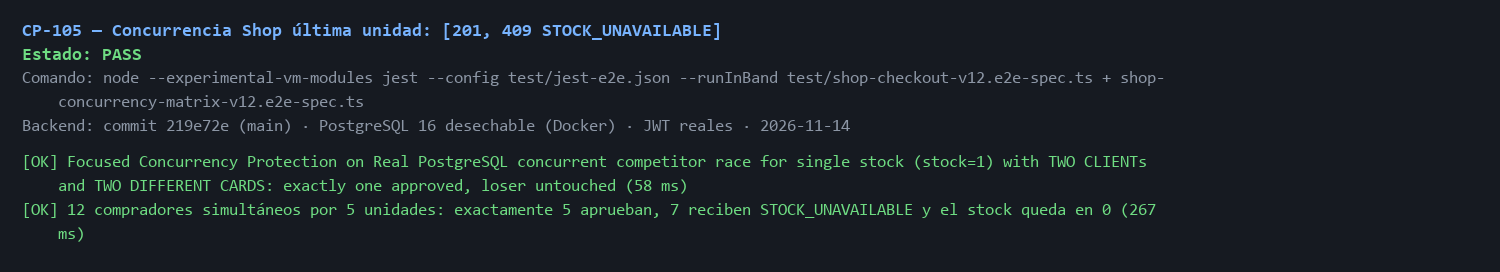 CP-105 — Concurrencia Shop última unidad: [201, 409 STOCK_UNAVAILABLE]
Estado: PASS
Comando: node --experimental-vm-modules jest --config test/jest-e2e.json --runInBand test/shop-checkout-v12.e2e-spec.ts + shop-
concurrency-matrix-v12.e2e-spec.ts
Backend: commit 219e72e (main) · PostgreSQL 16 desechable (Docker) · JWT reales · 2026-11-14
[OK] Focused Concurrency Protection on Real PostgreSQL concurrent competitor race for single stock (stock=1) with TWO CLIENTs
and TWO DIFFERENT CARDS: exactly one approved, loser untouched (58 ms)
[OK] 12 compradores simultáneos por 5 unidades: exactamente 5 aprueban, 7 reciben STOCK_UNAVAILABLE y el stock queda en 0 (267
ms)